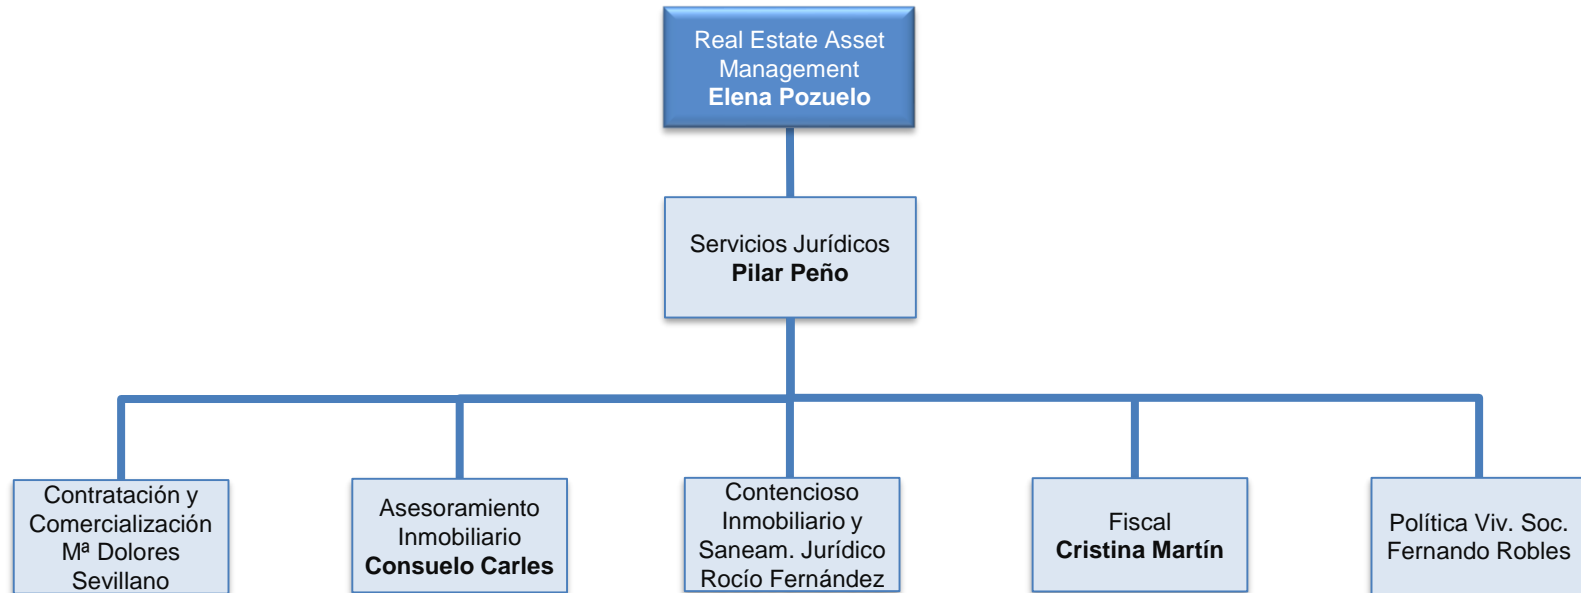 Real Estate Asset
Management
Elena Pozuelo
Servicios Jurídicos
Pilar Peño
Contratación y
Comercialización
Mª Dolores
Sevillano
Asesoramiento
Inmobiliario
Consuelo Carles
Contencioso
Inmobiliario y
Saneam. Jurídico
Rocío Fernández
Fiscal
Cristina Martín
Política Viv. Soc.
Fernando Robles